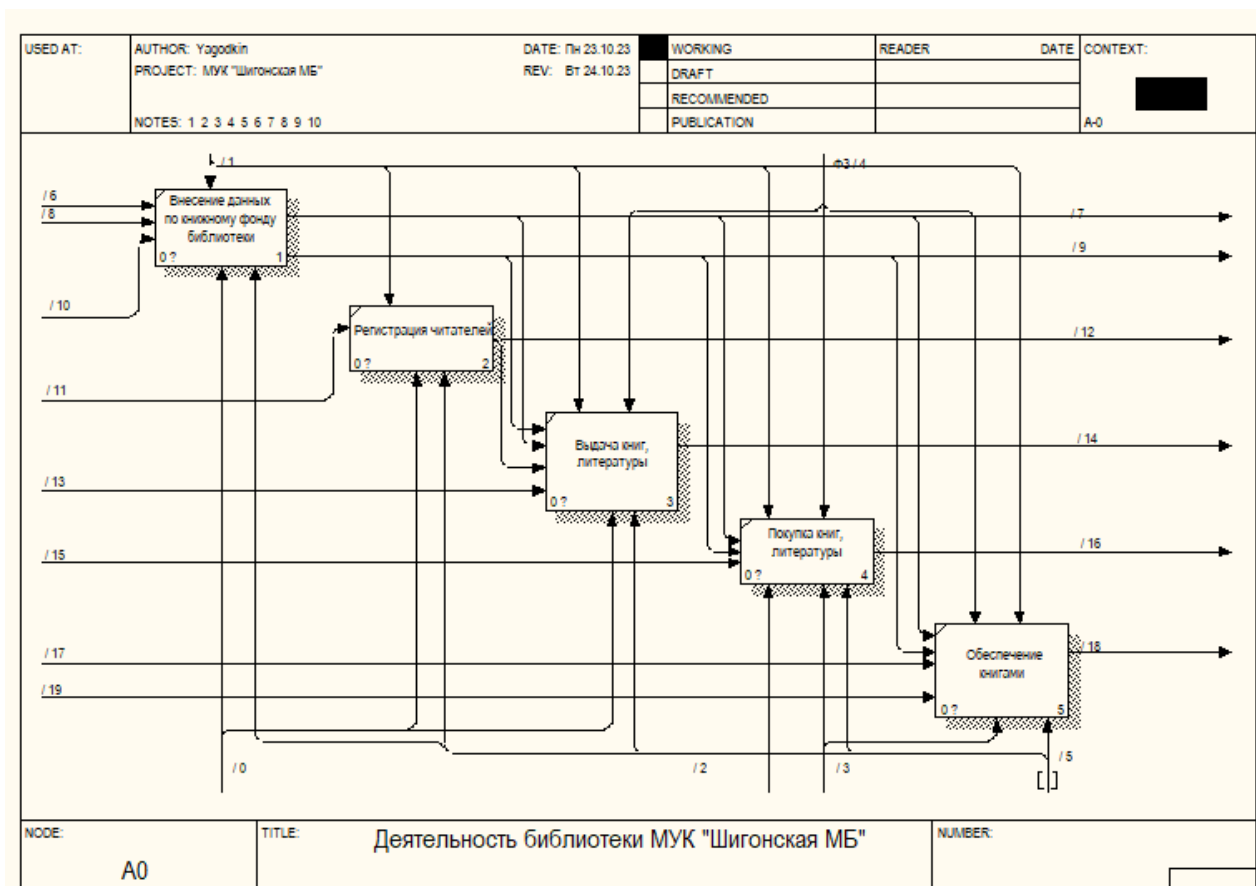 USED AT:
AUTHOR: Yagodkin
DATE: Пн 23.10.23
WORKING
READER
DATE
CONTEXT:
PROJECT: МУК "Шигонская МБ"
REV: Вт 24.10.23
DRAFT
RECOMMENDED
NOTES: 1 2 3 4 5 6 7 8 9 10
PUBLICATION
A-0
/ 1
ФЗ / 4
/ 6
/ 8
Внесение данных
по книжному фонду
библиотеки
0 ?
1
/ 7
/ 9
/ 10
Регистрация читателей
0 ?
2
/ 12
/ 11
Выдача книг,
литературы
0 ?
3
/ 14
/ 13
Покупка книг,
литературы
0 ?
4
/ 16
/ 15
Обеспечение
книгами
0 ?
5
/ 18
/ 17
/ 19
/ 0
/ 2
/ 3
/ 5
NODE:
TITLE:
Деятельность библиотеки МУК "Шигонская МБ"
NUMBER:
A0